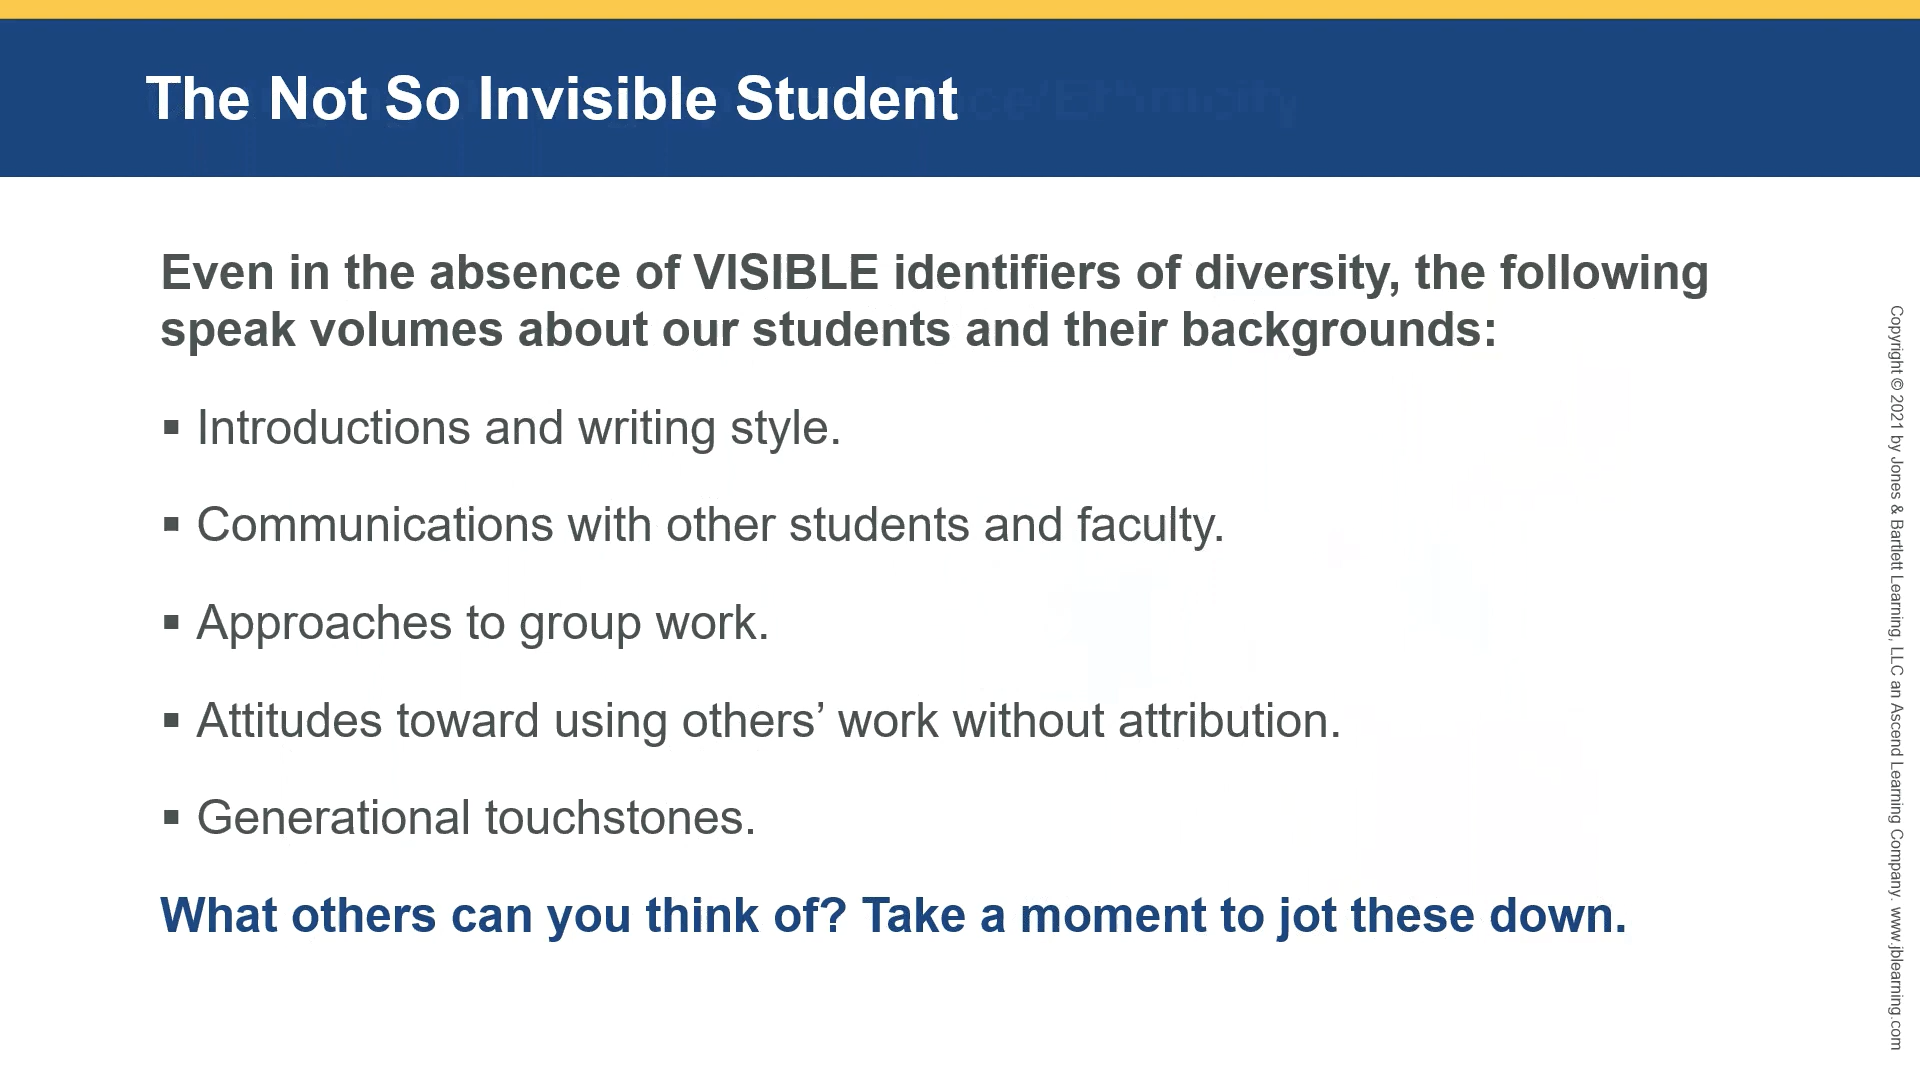 The Not So Invisible Student
Even in the absence of VISIBLE identifiers of diversity, the following
speak volumes about our students and their backgrounds:
▪ Introductions and writing style.
▪ Communications with other students and faculty.
▪ Approaches to group work.
▪ Attitudes toward using others’ work without attribution.
▪ Generational touchstones.
What others can you think of? Take a moment to jot these down.
Copyright © 2021 by Jones & Bartlett Learning, LLC an Ascend Learning Company. www.jblearning.com